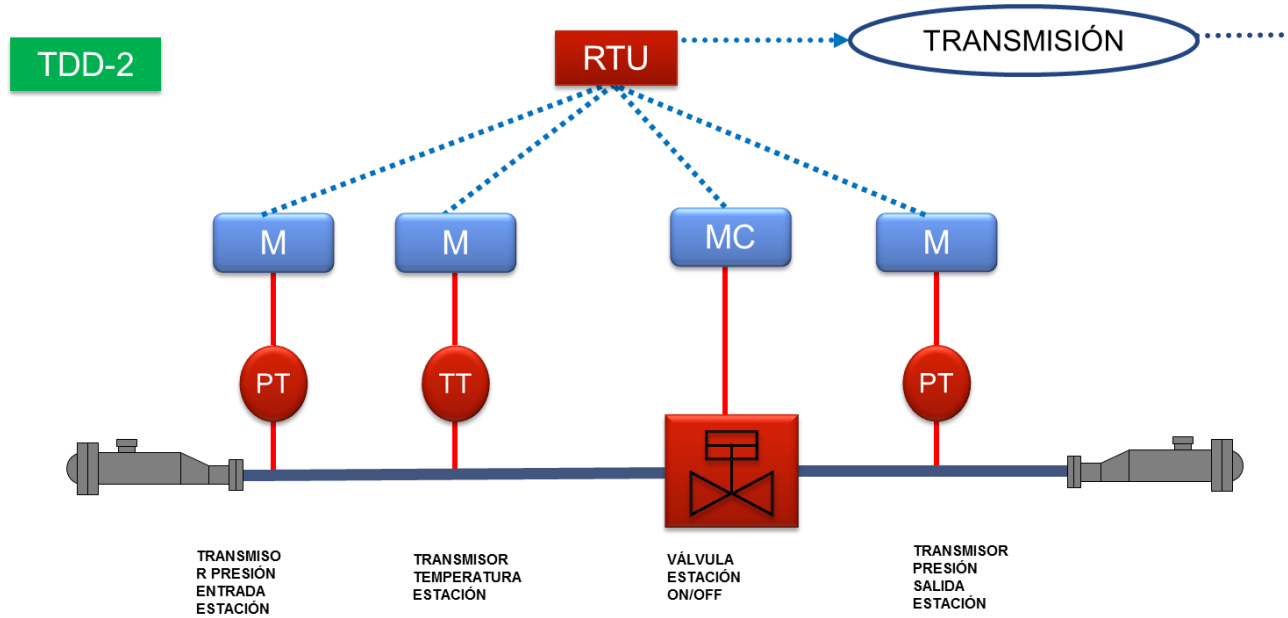 TDD-2
RTU
TRANSMISIÓN
M
M
MC
M
PT
TT
PT
TRANSMISO
R PRESIÓN
ENTRADA
ESTACIÓN
TRANSMISOR
TEMPERATURA
ESTACIÓN
VÁLVULA
ESTACIÓN
ON/OFF
TRANSMISOR
PRESIÓN
SALIDA
ESTACIÓN